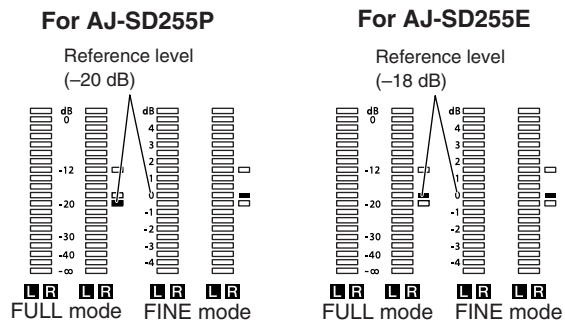 For AJ-SD255P
Reference level
(–20 dB)
dB
0
-12
-20
-30
-40
-∞
dB
4
3
2
1
0
-1
-2
-3
-4
L R
L R
L R
L R
FULL mode
FINE mode
For AJ-SD255E
Reference level
(–18 dB)
dB
0
-12
-20
-30
-40
-∞
dB
4
3
2
1
0
-1
-2
-3
-4
L R
L R
L R
L R
FULL mode
FINE mode